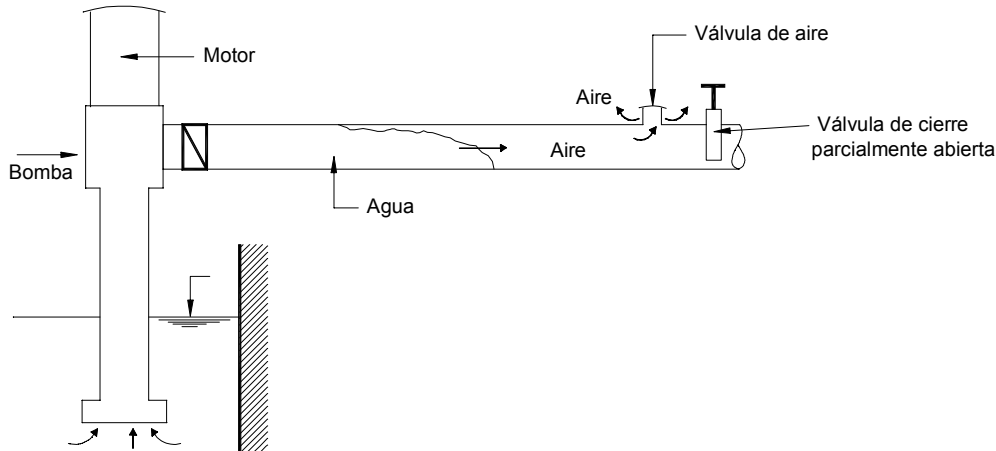 Motor
Válvula de aire
Aire
Válvula de cierre
parcialmente abierta
Aire
Bomba
Agua